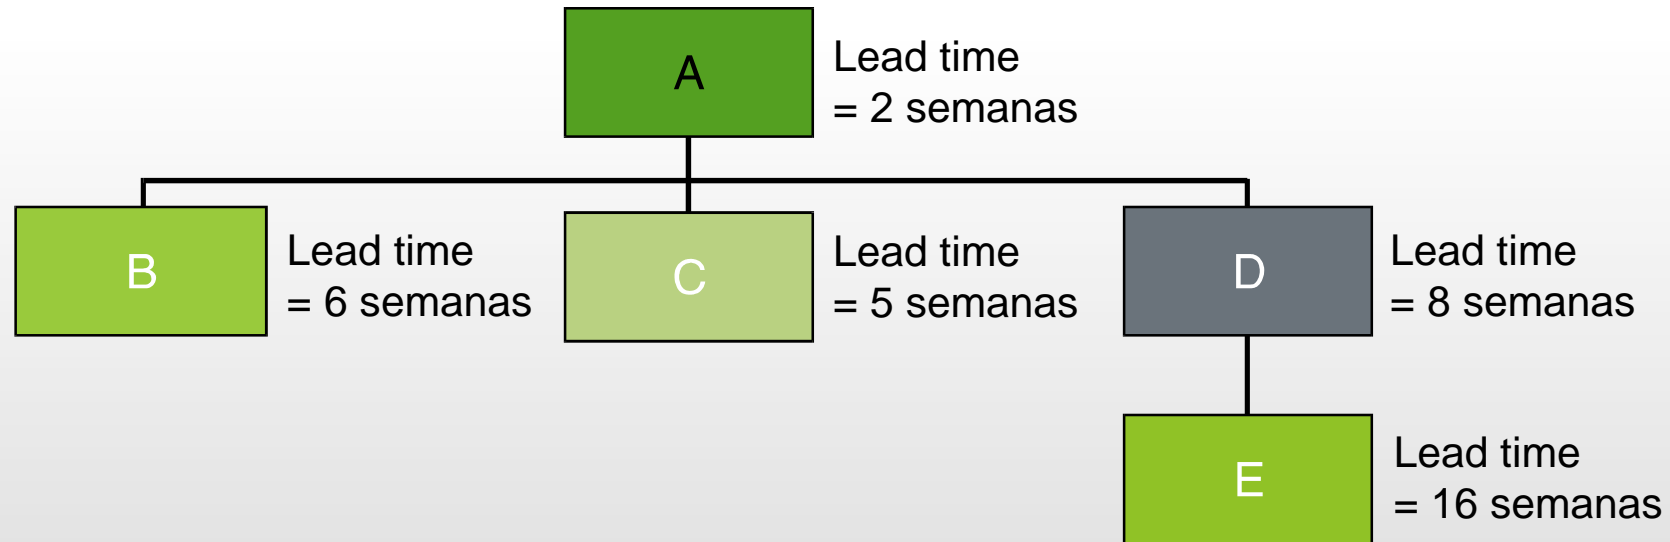 A
Lead time
= 2 semanas
B
Lead time
= 6 semanas
C
Lead time
= 5 semanas
D
Lead time
= 8 semanas
E
Lead time
= 16 semanas